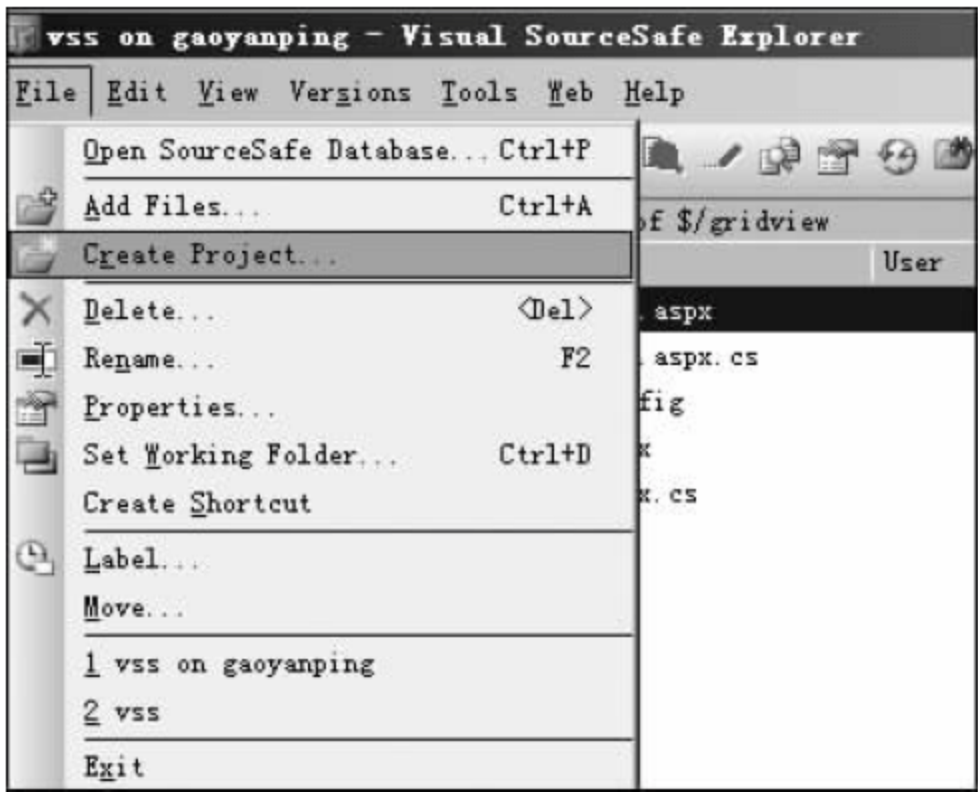 vss on gaoyanping - Visual SourceSafe Explorer
File Edit View Versions Tools Web Help
Open SourceSafe Database... Ctrl+P
Add Files... Ctrl+A
of $/gridview
Create Project...
User
Delete... <Del>
.aspx
Rename... F2
.aspx.cs
Properties...
fig
Set Working Folder... Ctrl+D
x
Create Shortcut
x.cs
Label...
Move...
1 vss on gaoyanping
2 vss
Exit